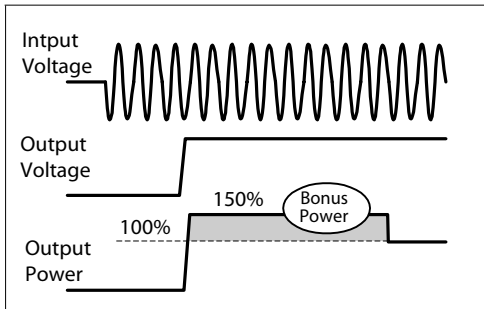 Intput
Voltage
Output
Voltage
150%
Bonus
Power
100%
Output
Power